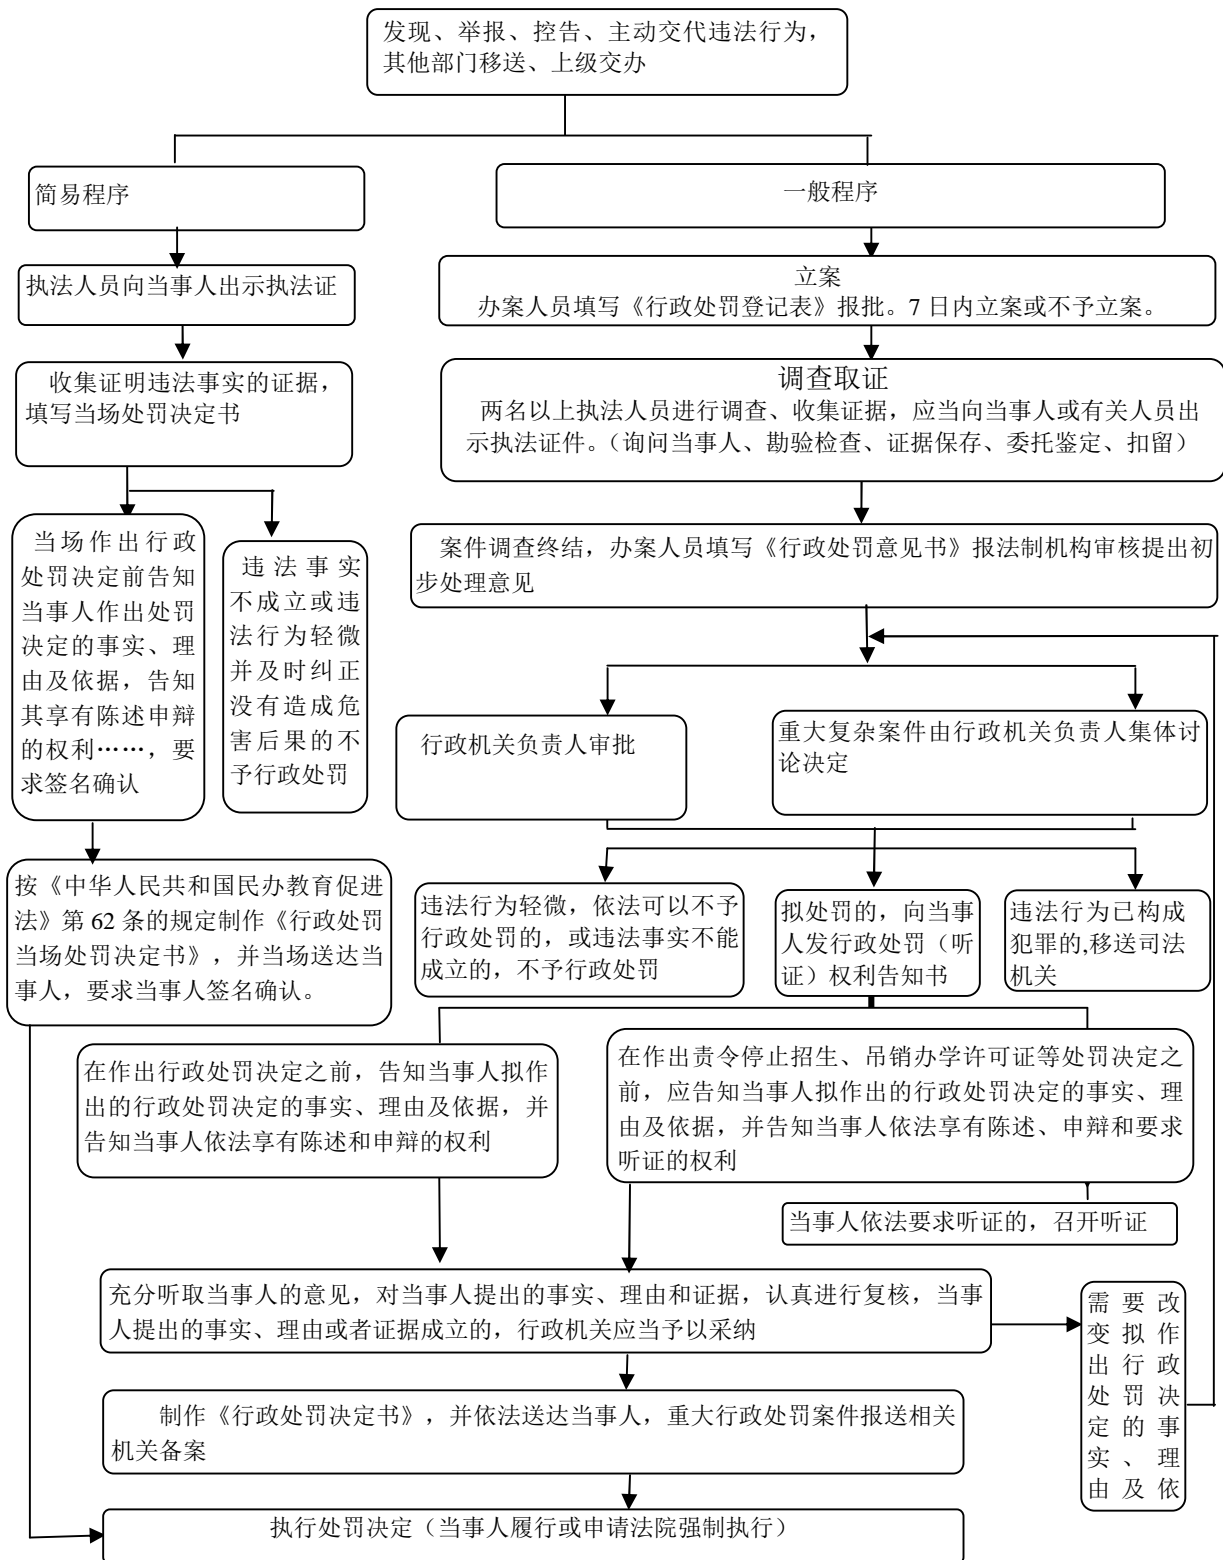 发现、举报、控告、主动交代违法行为，
其他部门移送、上级交办
简易程序
一般程序
执法人员向当事人出示执法证
立案
办案人员填写《行政处罚登记表》报批。7 日内立案或不予立案。
收集证明违法事实的证据，
填写当场处罚决定书
调查取证
两名以上执法人员进行调查、收集证据，应当向当事人或有关人员出
示执法证件。（询问当事人、勘验检查、证据保存、委托鉴定、扣留）
当场作出行政
处罚决定前告知
当事人作出处罚
决定的事实、理
由及依据，告知
其享有陈述申辩
的权利……，要
求签名确认
违法事实
不成立或违
法行为轻微
并及时纠正
没有造成危
害后果的不
予行政处罚
案件调查终结，办案人员填写《行政处罚意见书》报法制机构审核提出初
步处理意见
行政机关负责人审批
重大复杂案件由行政机关负责人集体讨
论决定
按《中华人民共和国民办教育促进
法》第 62 条的规定制作《行政处罚
当场处罚决定书》，并当场送达当
事人，要求当事人签名确认。
违法行为轻微，依法可以不予
行政处罚的，或违法事实不能
成立的，不予行政处罚
拟处罚的，向当事
人发行政处罚（听
证）权利告知书
违法行为已构成
犯罪的,移送司法
机关
在作出行政处罚决定之前，告知当事人拟作
出的行政处罚决定的事实、理由及依据，并
告知当事人依法享有陈述和申辩的权利
在作出责令停止招生、吊销办学许可证等处罚决定之
前，应告知当事人拟作出的行政处罚决定的事实、理
由及依据，并告知当事人依法享有陈述、申辩和要求
听证的权利
当事人依法要求听证的，召开听证
充分听取当事人的意见，对当事人提出的事实、理由和证据，认真进行复核，当事
人提出的事实、理由或者证据成立的，行政机关应当予以采纳
需要改
变拟作
出行政
处罚决
定的事
实、理
由及依
制作《行政处罚决定书》，并依法送达当事人，重大行政处罚案件报送相关
机关备案
执行处罚决定（当事人履行或申请法院强制执行）